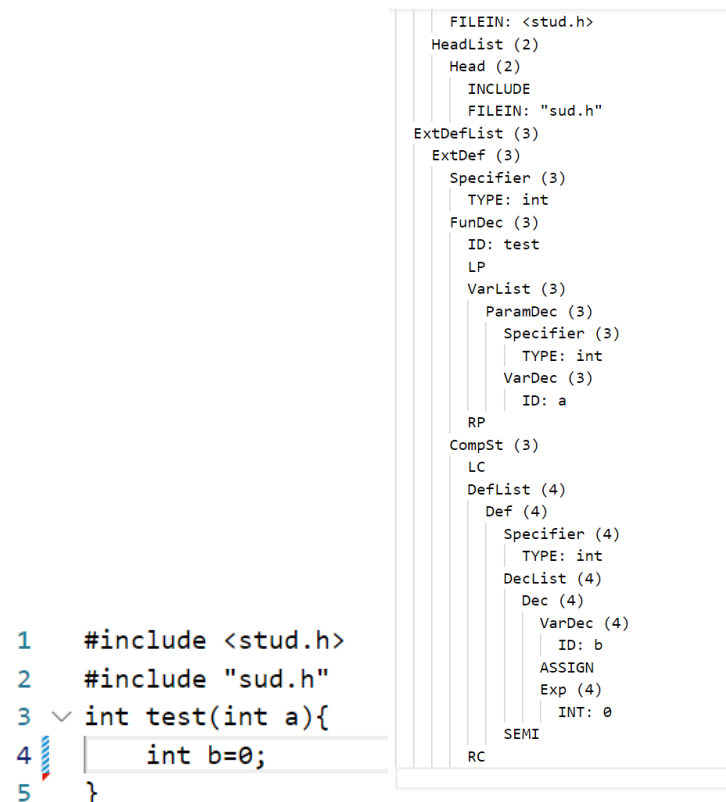 FILEIN: <stud.h>
HeadList (2)
Head (2)
INCLUDE
FILEIN: "sud.h"
ExtDefList (3)
ExtDef (3)
Specifier (3)
TYPE: int
FunDec (3)
ID: test
LP
VarList (3)
ParamDec (3)
Specifier (3)
TYPE: int
VarDec (3)
ID: a
RP
CompSt (3)
LC
DefList (4)
Def (4)
Specifier (4)
TYPE: int
DecList (4)
Dec (4)
VarDec (4)
ID: b
ASSIGN
Exp (4)
INT: 0
SEMI
RC
1 #include <stud.h>
2 #include "sud.h"
3 int test(int a){
4 int b=0;
5 }